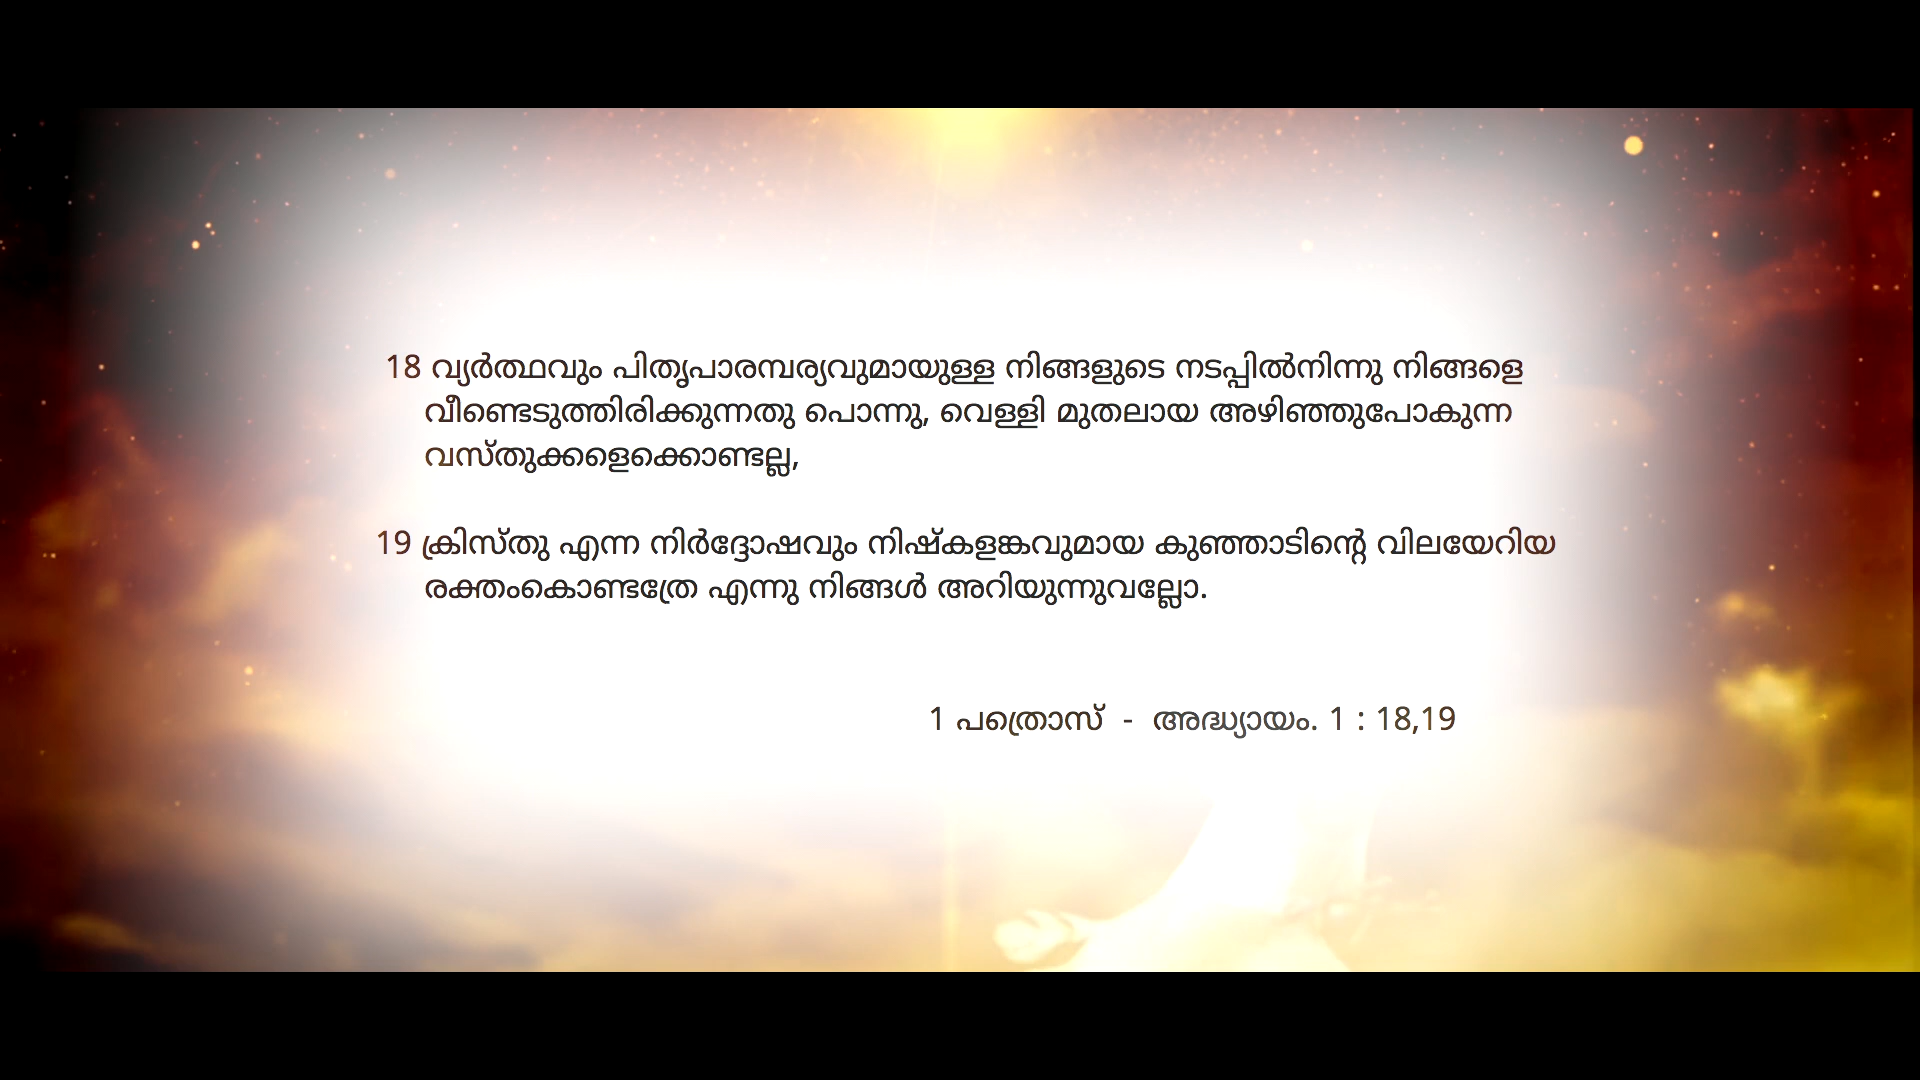 18 വ്യർത്ഥവും പിതൃപാരമ്പര്യവുമായുള്ള നിങ്ങളുടെ നടപ്പിൽനിന്നു നിങ്ങളെ
വീണ്ടെടുത്തിരിക്കുന്നതു പൊന്നു, വെള്ളി മുതലായ അഴിഞ്ഞുപോകുന്ന
വസ്തുക്കളെക്കൊണ്ടല്ല,
19 ക്രിസ്തു എന്ന നിർദ്ദോഷവും നിഷ്കളങ്കവുമായ കുഞ്ഞാടിന്റെ വിലയേറിയ
രക്തംകൊണ്ടത്രേ എന്നു നിങ്ങൾ അറിയുന്നുവല്ലോ.
1 പത്രൊസ് - അദ്ധ്യായം. 1 : 18,19